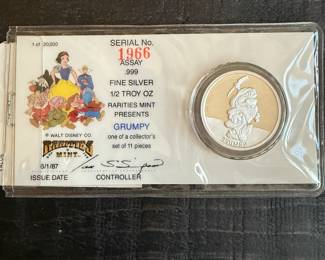 1 of 20,000
SERIAL No.
1966
ASSAY
.999
FINE SILVER
1/2 TROY OZ
RARITIES MINT
PRESENTS
GRUMPY
one of a collector's
set of 11 pieces
© WALT DISNEY CO.
RARITIES
MINT
6/1/87
ISSUE DATE
CONTROLLER
GRUMPY